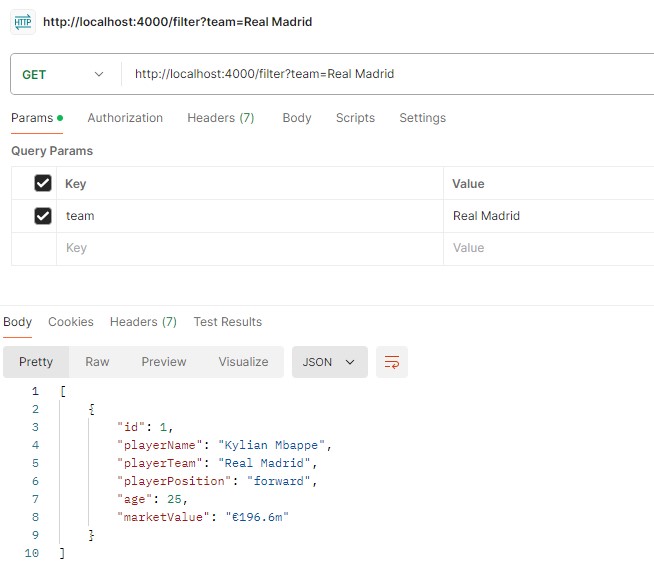 HTTP http://localhost:4000/filter?team=Real Madrid
GET http://localhost:4000/filter?team=Real Madrid
Params Authorization Headers (7) Body Scripts Settings
Query Params
Key Value
team Real Madrid
Key Value
Body Cookies Headers (7) Test Results
Pretty Raw Preview Visualize JSON
1 [
2 {
3 "id": 1,
4 "playerName": "Kylian Mbappe",
5 "playerTeam": "Real Madrid",
6 "playerPosition": "forward",
7 "age": 25,
8 "marketValue": "€196.6m"
9 }
10 ]